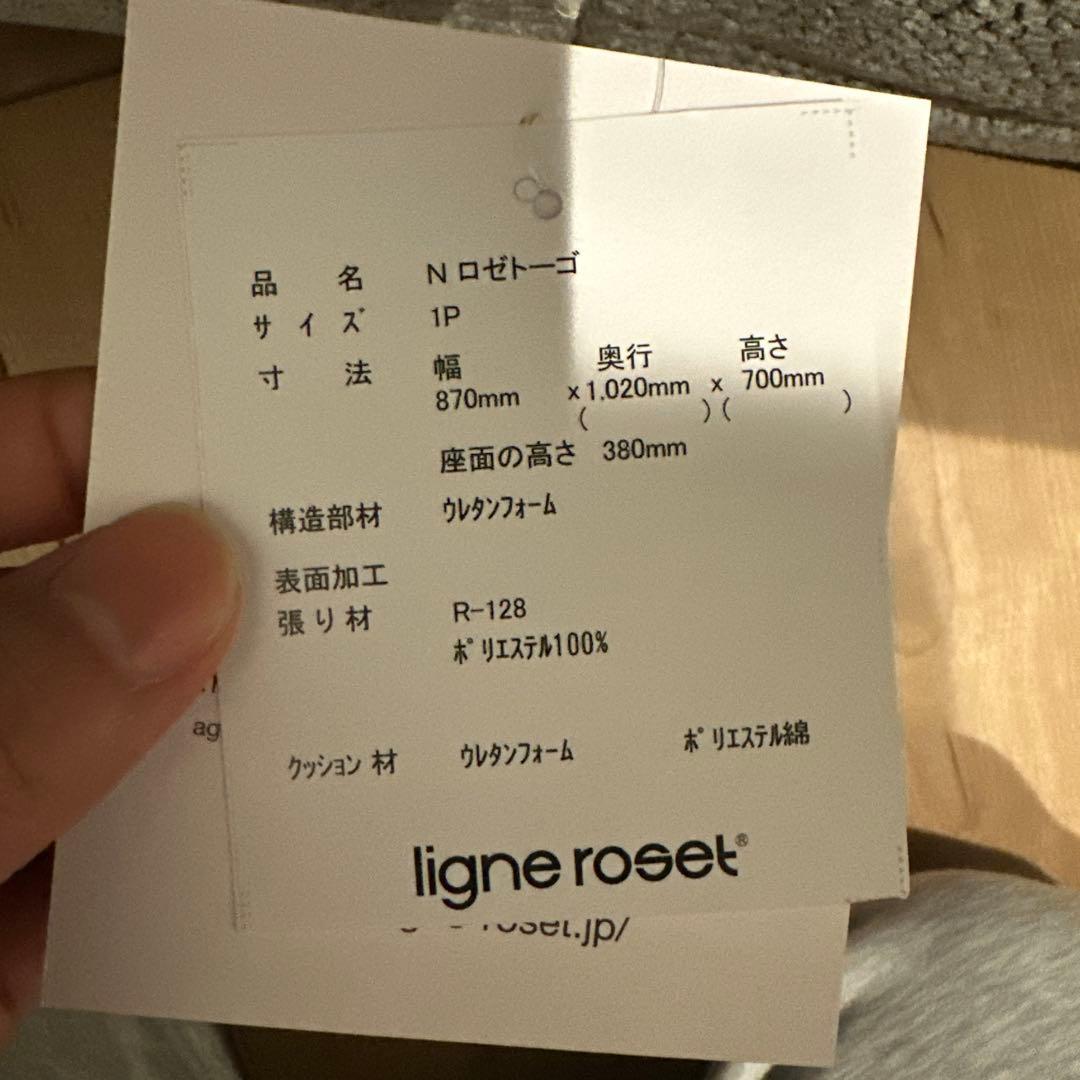 品名 N ロゼトーゴ
サイズ 1P
寸法 幅 奥行 高さ
870mm x 1,020mm x 700mm
( ) ( )
座面の高さ 380mm
構造部材 ウレタンフォーム
表面加工
張り材 R-128
ポリエステル100%
クッション材 ウレタンフォーム ポリエステル綿
ligne roset®
roset.jp/
ag